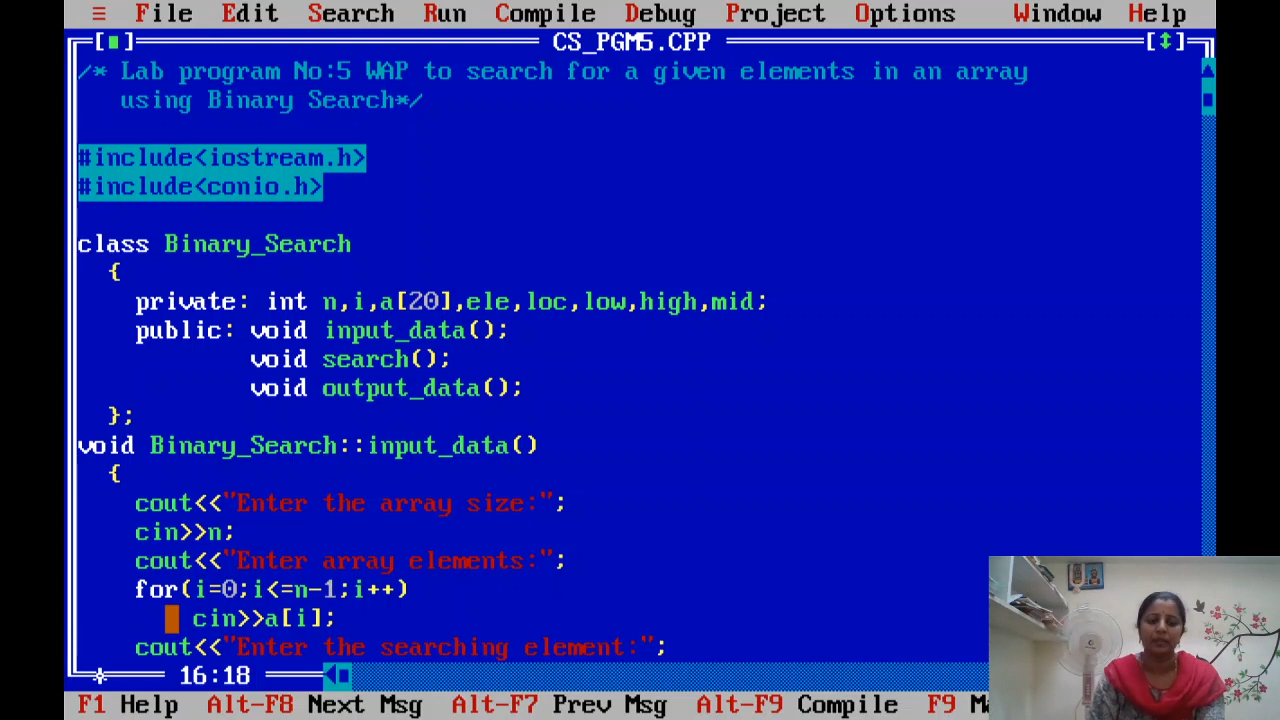 ≡ File Edit Search Run Compile Debug Project Options Window Help
[■] CS_PGM5.CPP [↕]
/* Lab program No:5 WAP to search for a given elements in an array
using Binary Search*/
#include<iostream.h>
#include<conio.h>
class Binary_Search
{
private: int n,i,a[20],ele,loc,low,high,mid;
public: void input_data();
void search();
void output_data();
};
void Binary_Search::input_data()
{
cout<<"Enter the array size:";
cin>>n;
cout<<"Enter array elements:";
for(i=0;i<=n-1;i++)
cin>>a[i];
cout<<"Enter the searching element:";
16:18
F1 Help Alt-F8 Next Msg Alt-F7 Prev Msg Alt-F9 Compile F9